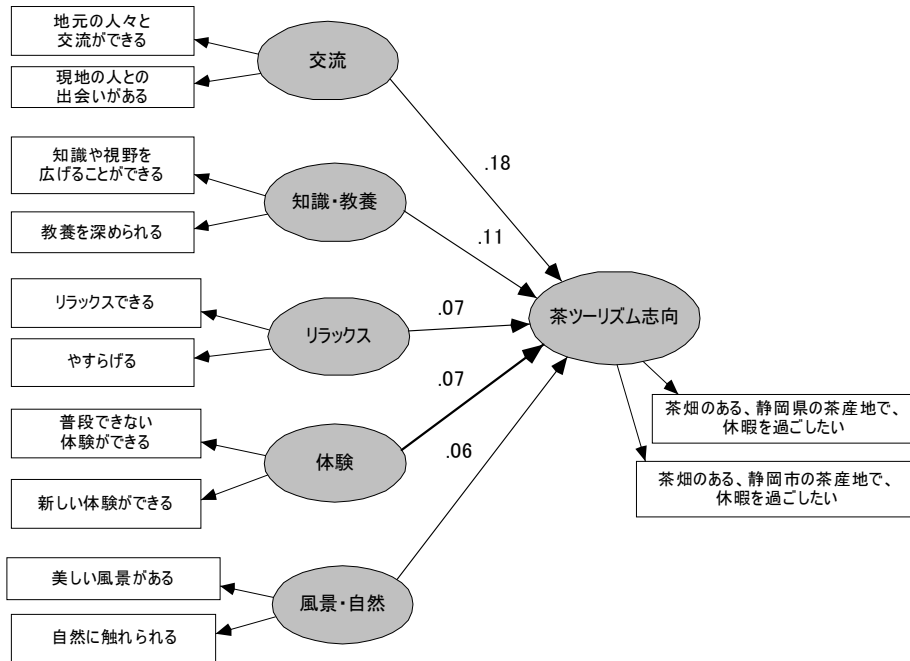 地元の人々と
交流ができる
現地の人との
出会いがある
交流
.18
知識や視野を
広げることができる
教養を深められる
知識・教養
.11
リラックスできる
やすらげる
リラックス
.07
茶ツーリズム志向
普段できない
体験ができる
新しい体験ができる
体験
.07
美しい風景がある
自然に触れられる
風景・自然
.06
茶畑のある、静岡県の茶産地で、
休暇を過ごしたい
茶畑のある、静岡市の茶産地で、
休暇を過ごしたい